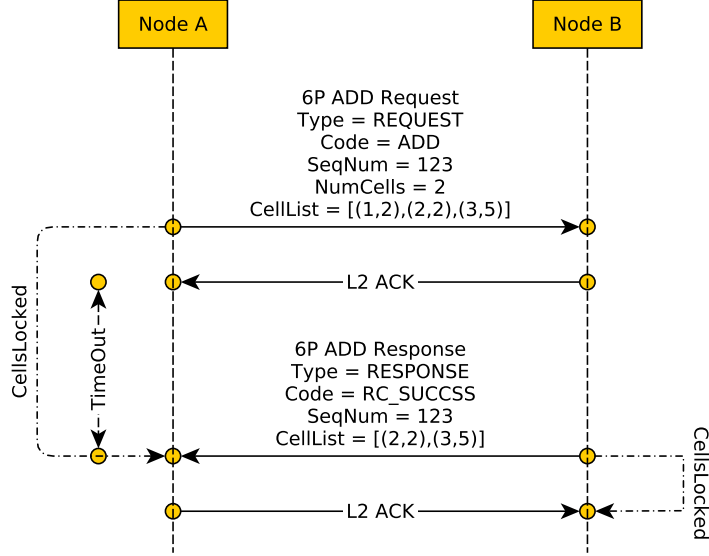 Node A
Node B
6P ADD Request
Type = REQUEST
Code = ADD
SeqNum = 123
NumCells = 2
CellList = [(1,2),(2,2),(3,5)]
L2 ACK
CellsLocked
TimeOut
6P ADD Response
Type = RESPONSE
Code = RC_SUCCSS
SeqNum = 123
CellList = [(2,2),(3,5)]
CellsLocked
L2 ACK